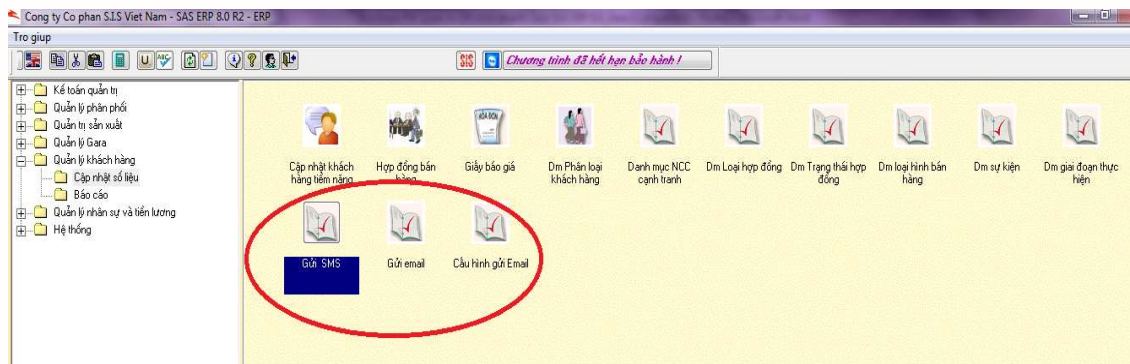 Cong ty Co phan S.I.S Viet Nam - SAS ERP 8.0 R2 - ERP
Tro giup
SIS
Chương trình đã hết hạn bảo hành !
Kế toán quản trị
Quản lý phân phối
Quản trị sản xuất
Quản lý Gara
Quản lý khách hàng
Cập nhật số liệu
Báo cáo
Quản lý nhân sự và tiền lương
Hệ thống
HÓA ĐƠN
Cập nhật khách
hàng tiềm năng
Hợp đồng bán
hàng
Giấy báo giá
Dm Phân loại
khách hàng
Danh mục NCC
cạnh tranh
Dm Loại hợp đồng
Dm Trạng thái hợp
đồng
Dm loại hình bán
hàng
Dm sự kiện
Dm giai đoạn thực
hiện
Gửi SMS
Gửi email
Cấu hình gửi Email